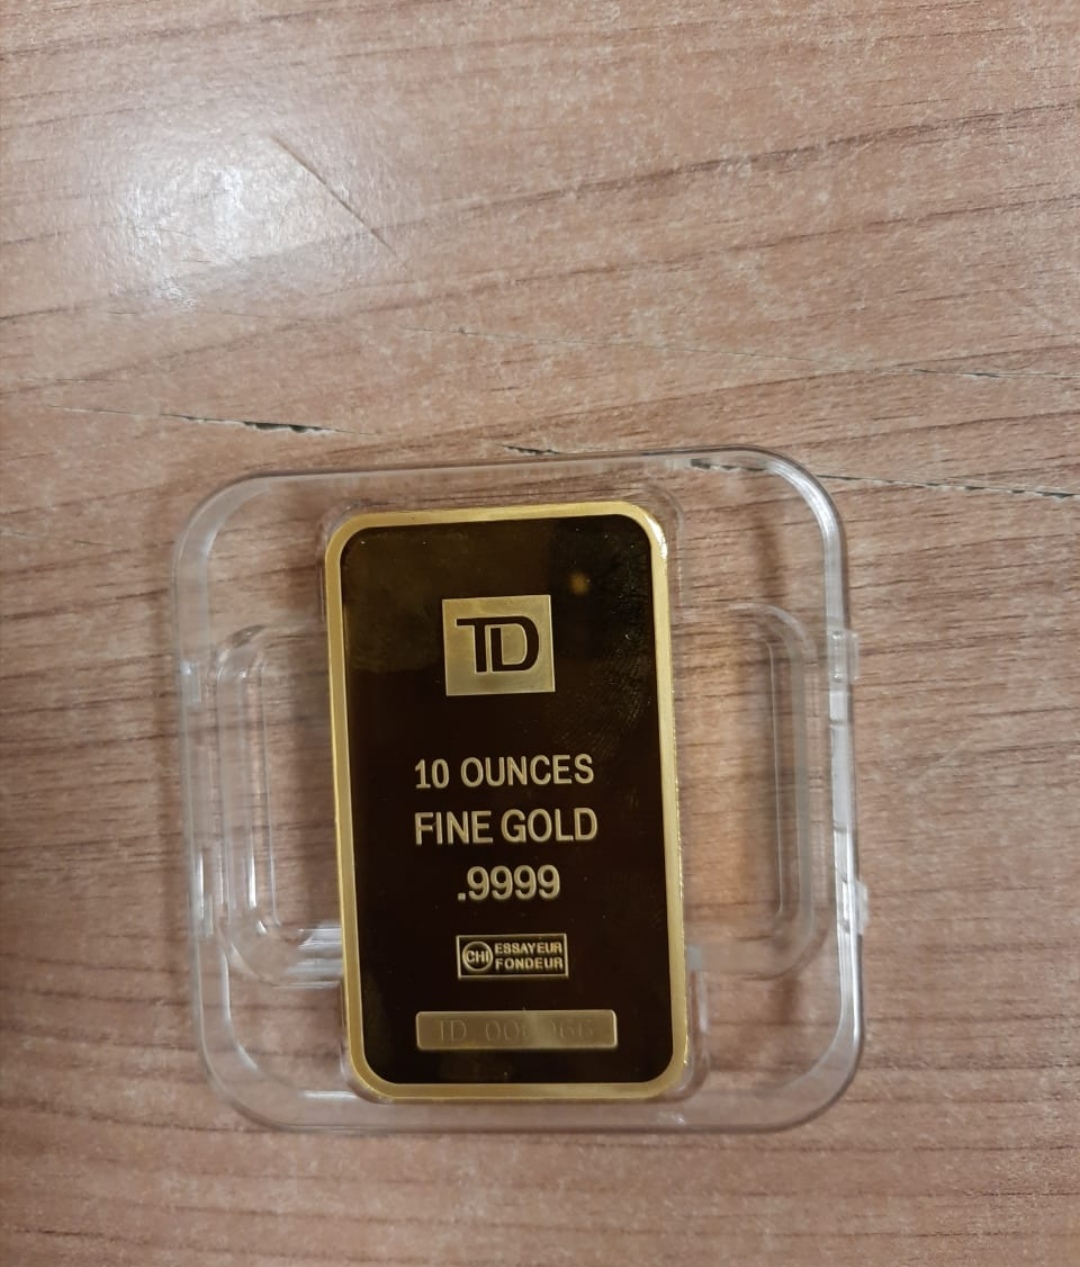 TD
10 OUNCES
FINE GOLD
.9999
CHI ESSAYEUR
FONDEUR